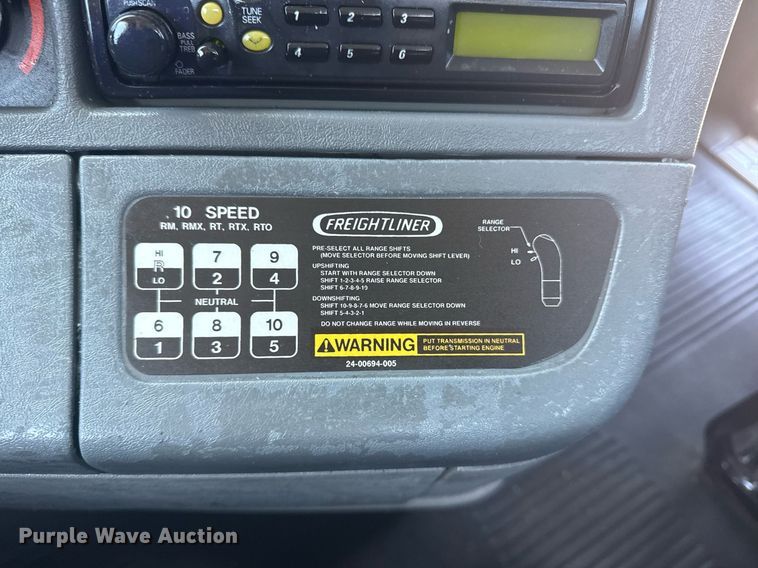 PUSH/SCAN
TUNE
SEEK
BASS
PULL
TREB
FADER
1 2 3
4 5 6
10 SPEED
RM, RMX, RT, RTX, RTO
HI
R
LO
7
2
9
4
NEUTRAL
6
1
8
3
10
5
FREIGHTLINER
PRE-SELECT ALL RANGE SHIFTS
(MOVE SELECTOR BEFORE MOVING SHIFT LEVER)
UPSHIFTING
START WITH RANGE SELECTOR DOWN
SHIFT 1-2-3-4-5 RAISE RANGE SELECTOR
SHIFT 6-7-8-9-10
DOWNSHIFTING
SHIFT 10-9-8-7-6 MOVE RANGE SELECTOR DOWN
SHIFT 5-4-3-2-1
DO NOT CHANGE RANGE WHILE MOVING IN REVERSE
WARNING
PUT TRANSMISSION IN NEUTRAL
BEFORE STARTING ENGINE
24-00694-005
RANGE
SELECTOR
HI
LO
Purple Wave Auction